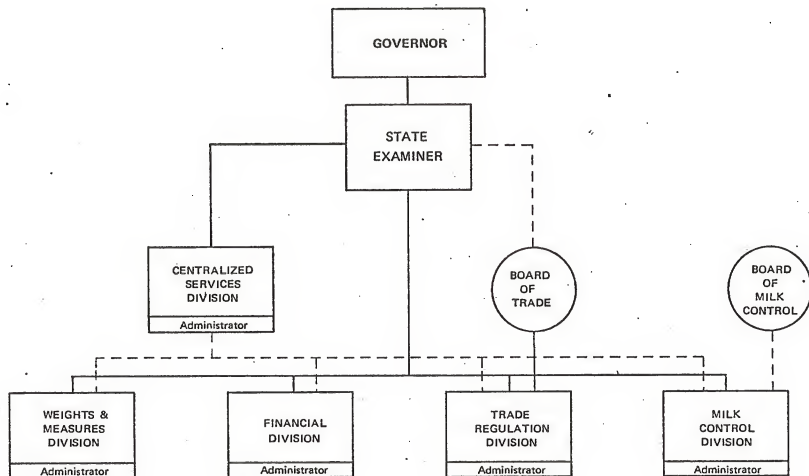 GOVERNOR
STATE
EXAMINER
CENTRALIZED
SERVICES
DIVISION
Administrator
BOARD
OF
TRADE
BOARD
OF
MILK
CONTROL
WEIGHTS &
MEASURES
DIVISION
Administrator
FINANCIAL
DIVISION
Administrator
TRADE
REGULATION
DIVISION
Administrator
MILK
CONTROL
DIVISION
Administrator